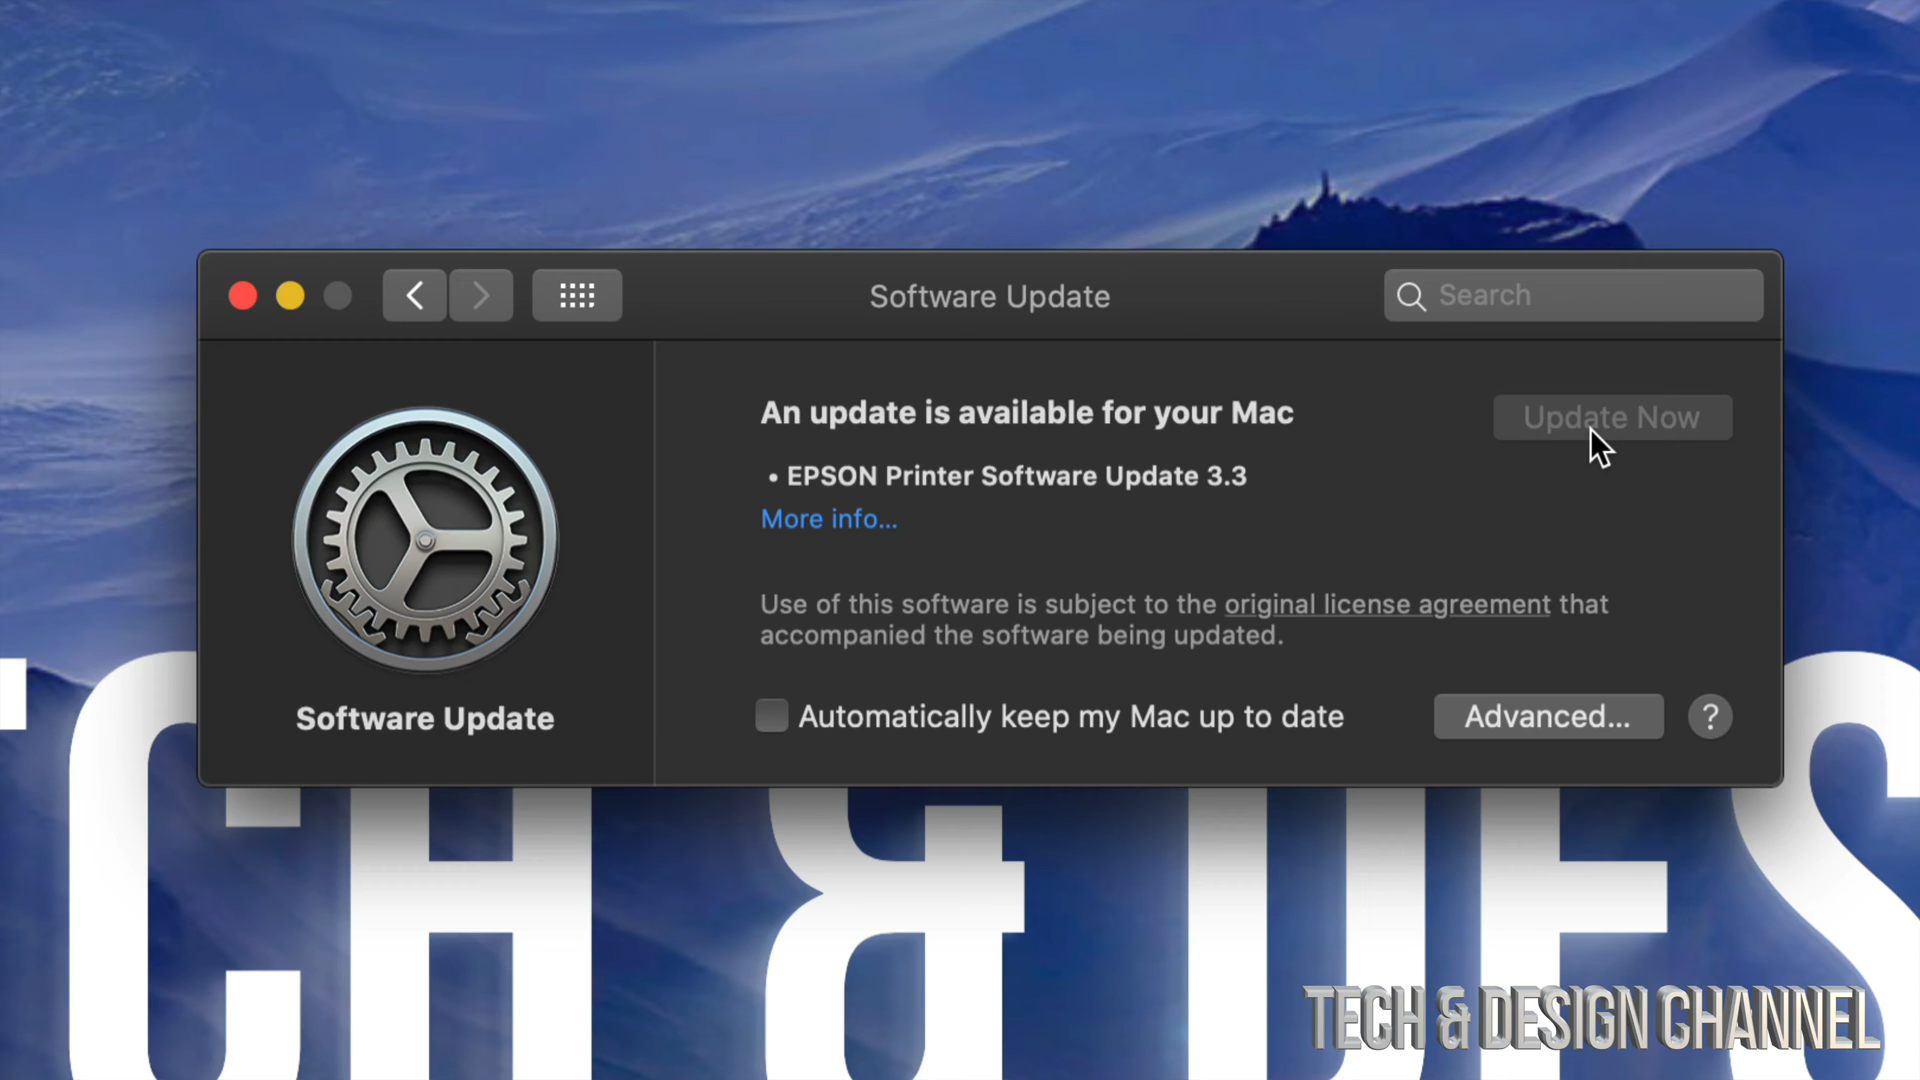 Software Update
Search
An update is available for your Mac
Update Now
• EPSON Printer Software Update 3.3
More info...
Use of this software is subject to the original license agreement that
accompanied the software being updated.
Software Update
Automatically keep my Mac up to date
Advanced...
?
CH & DES
TECH & DESIGN CHANNEL